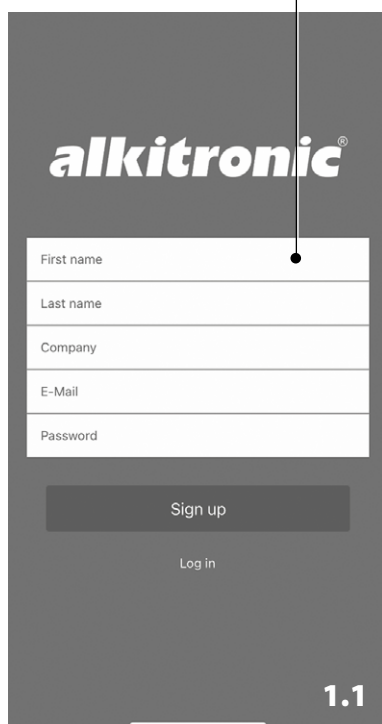 alkitronic®
First name
Last name
Company
E-Mail
Password
Sign up
Log in
1.1